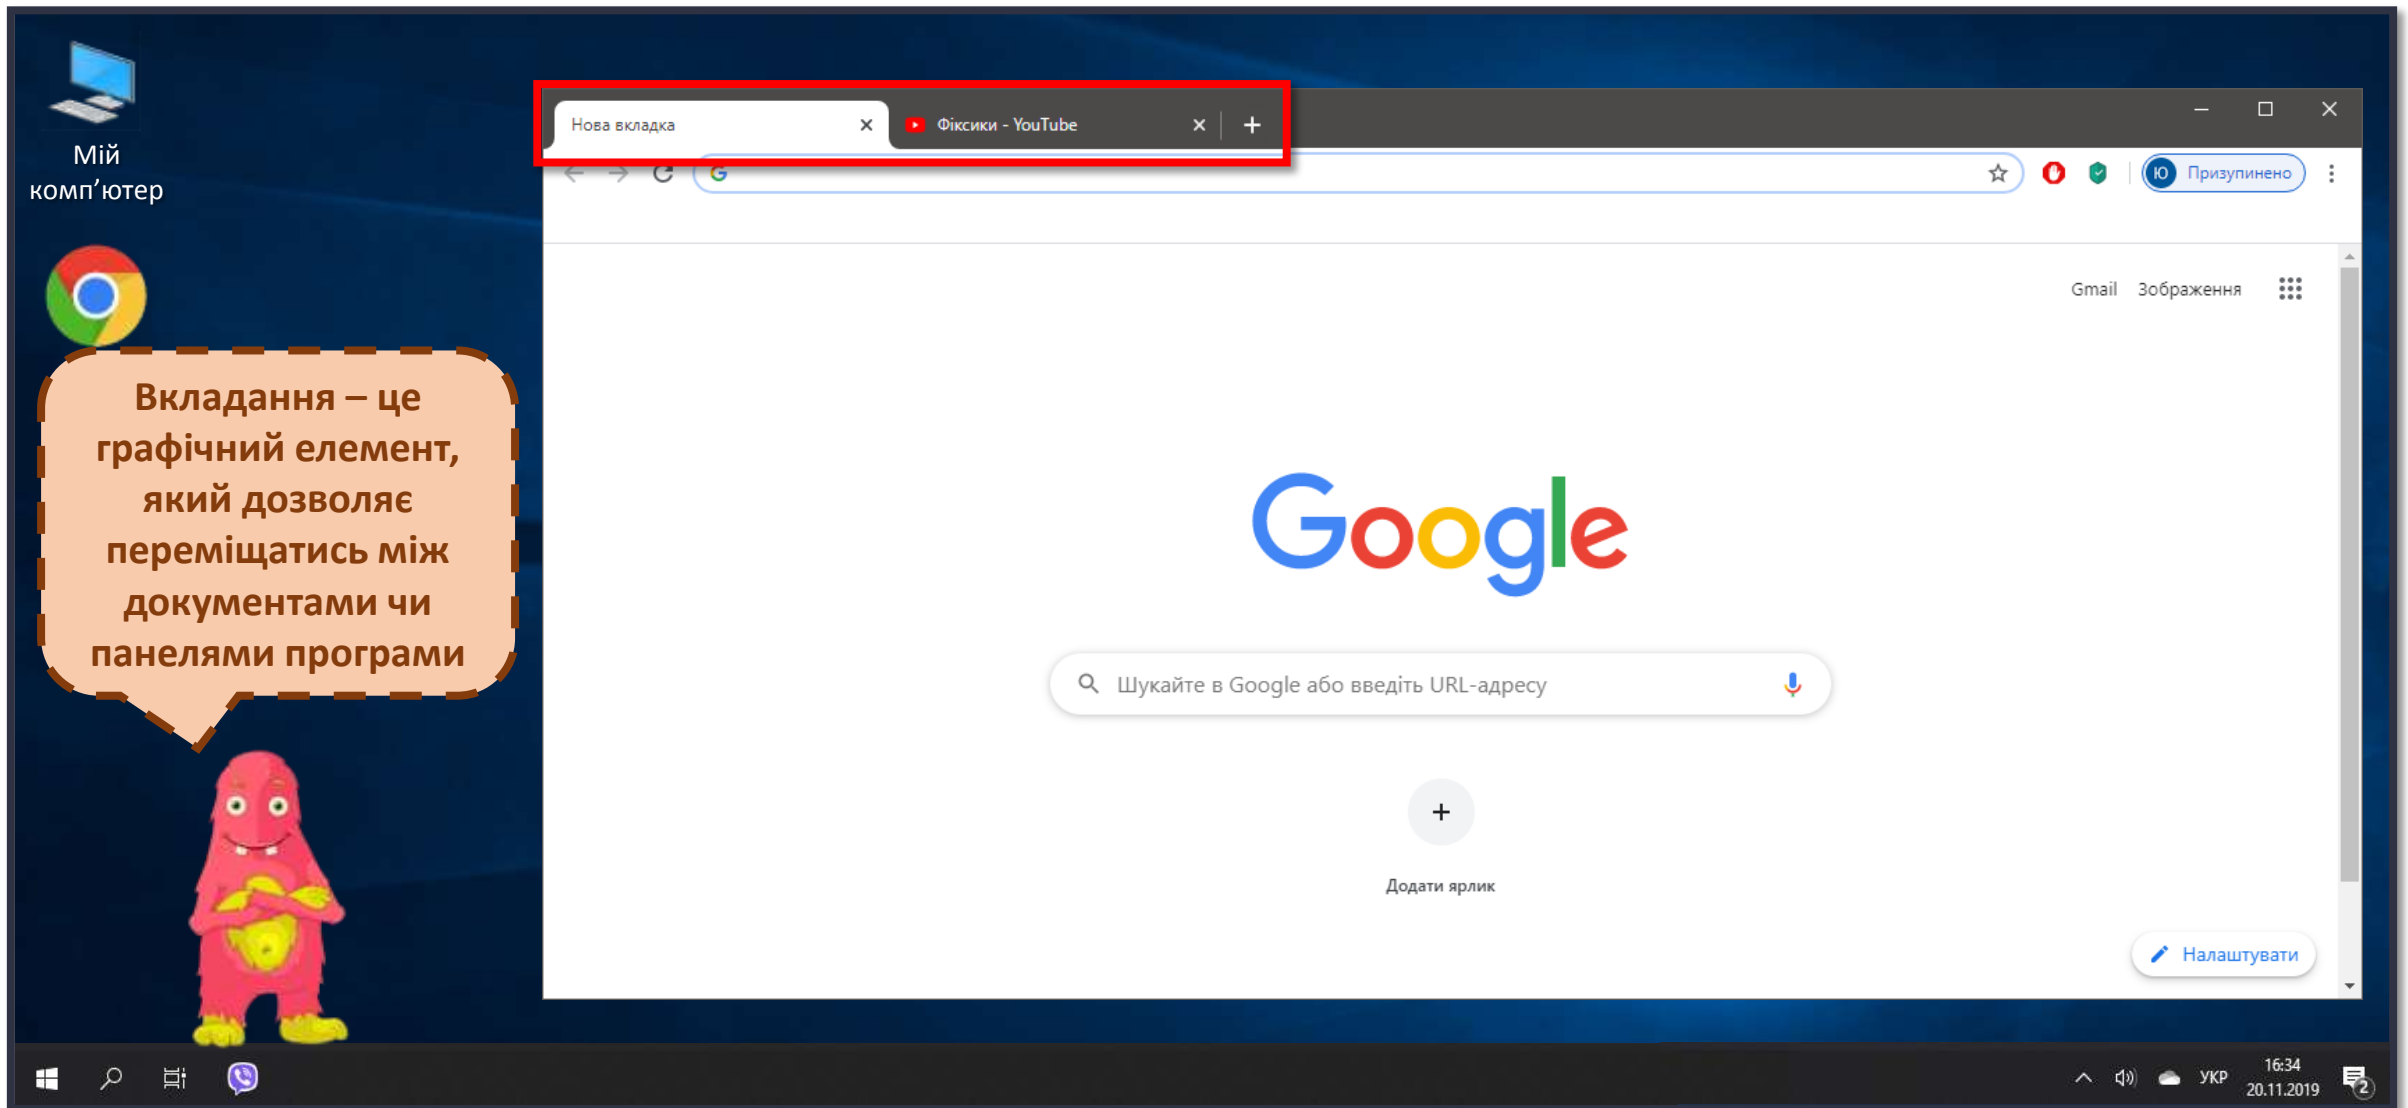 Мій
комп’ютер
Нова вкладка
Фіксики - YouTube
Призупинено
Ю
Gmail Зображення
Вкладання – це
графічний елемент,
який дозволяє
переміщатись між
документами чи
панелями програми
Google
Шукайте в Google або введіть URL-адресу
Додати ярлик
Налаштувати
УКР
16:34
20.11.2019
2